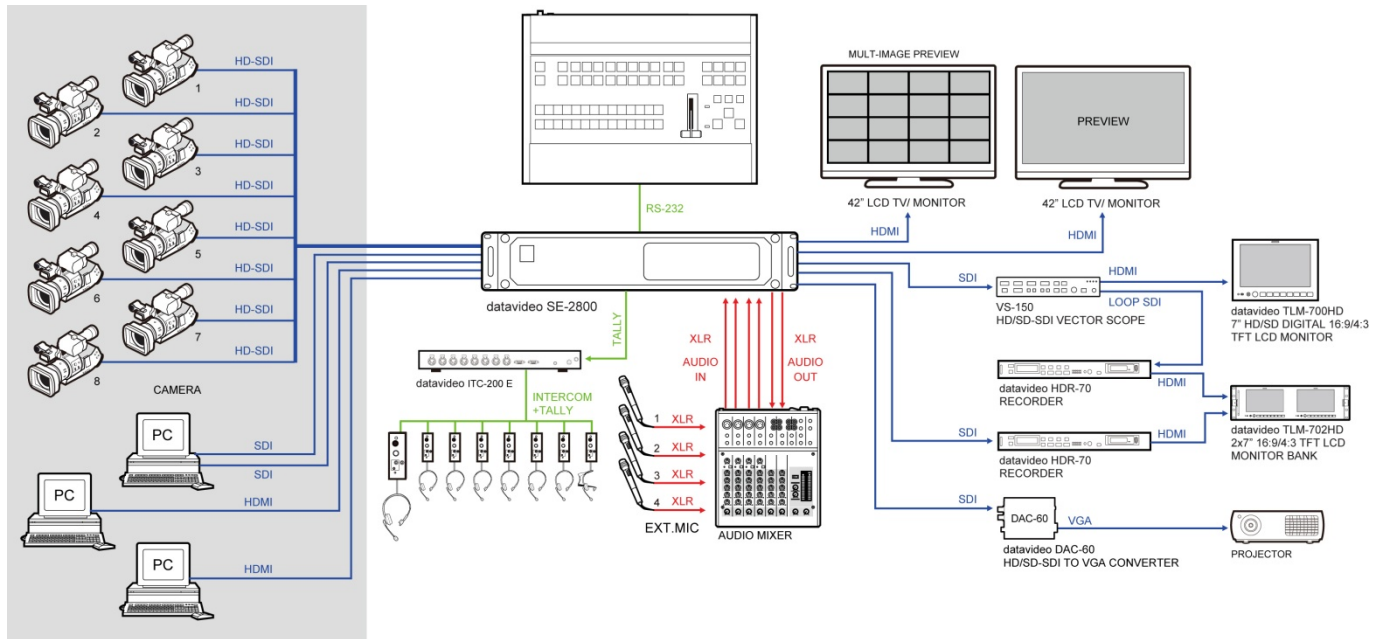 HD-SDI
1
HD-SDI
2
HD-SDI
3
HD-SDI
4
HD-SDI
5
HD-SDI
6
HD-SDI
7
HD-SDI
8
CAMERA
PC
SDI
SDI
PC
HDMI
PC
HDMI
RS-232
datavideo SE-2800
TALLY
datavideo ITC-200 E
INTERCOM
+TALLY
XLR
AUDIO
IN
XLR
AUDIO
OUT
1 XLR
2 XLR
3 XLR
4 XLR
EXT.MIC
AUDIO MIXER
MULT-IMAGE PREVIEW
42" LCD TV/ MONITOR
HDMI
PREVIEW
42" LCD TV/ MONITOR
HDMI
SDI
VS-150
HD/SD-SDI VECTOR SCOPE
HDMI
LOOP SDI
datavideo TLM-700HD
7" HD/SD DIGITAL 16:9/4:3
TFT LCD MONITOR
datavideo HDR-70
RECORDER
HDMI
SDI
datavideo HDR-70
RECORDER
HDMI
datavideo TLM-702HD
2x7" 16:9/4:3 TFT LCD
MONITOR BANK
SDI
DAC-60
VGA
datavideo DAC-60
HD/SD-SDI TO VGA CONVERTER
PROJECTOR